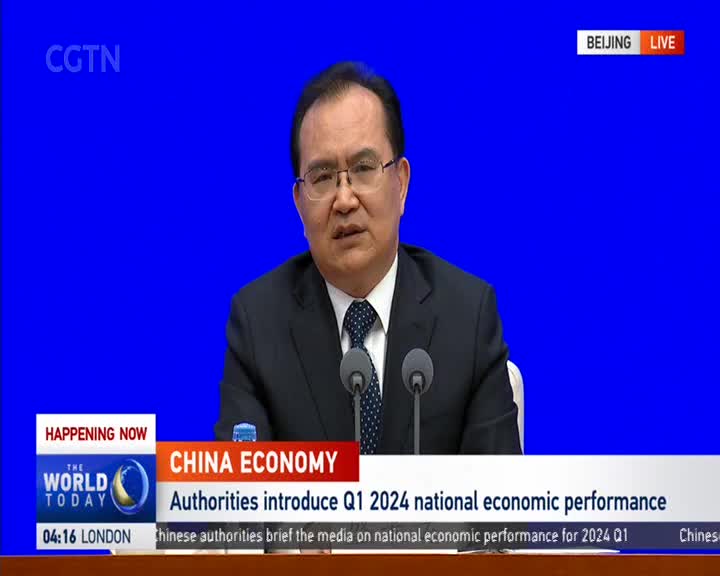 CGTN
BEIJING LIVE
HAPPENING NOW
CHINA ECONOMY
THE
WORLD
TODAY
Authorities introduce Q1 2024 national economic performance
04:16 LONDON
Chinese authorities brief the media on national economic performance for 2024 Q1 Chines